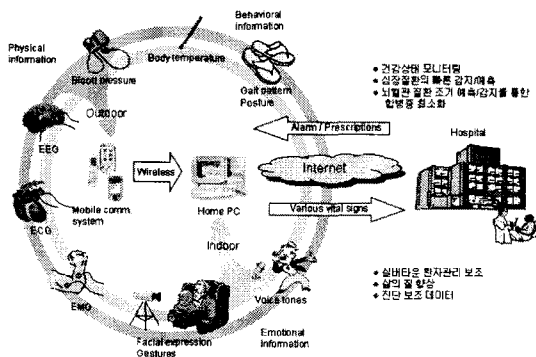 Physical
information
Behavioral
information
Blood pressure
Body temperature
Gait pattern
Posture
Outdoor
EEG
Wireless
Mobile comm.
system
Home PC
ECG
Indoor
EMG
Voice tones
Facial expression
Gestures
Emotional
information
Alarm / Prescriptions
Internet
Various vital signs
Hospital
• 건강상태 모니터링
• 심장질환의 빠른 감지/예측
• 뇌혈관 질환 조기 예측/감지를 통한
합병증 최소화
• 실버타운 환자관리 보조
• 삶의 질 향상
• 진단 보조 데이터